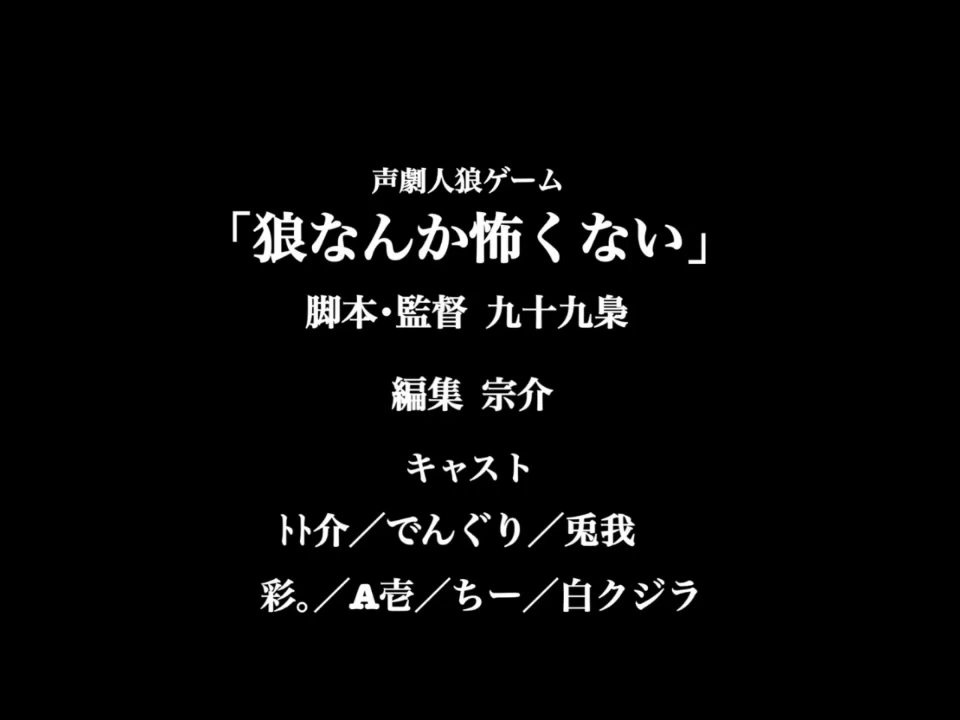 声劇人狼ゲーム
「狼なんか怖くない」
脚本・監督 九十九梟
編集 宗介
キャスト
ﾄﾄ介／でんぐり／兎我
彩。／A壱／ちー／白クジラ